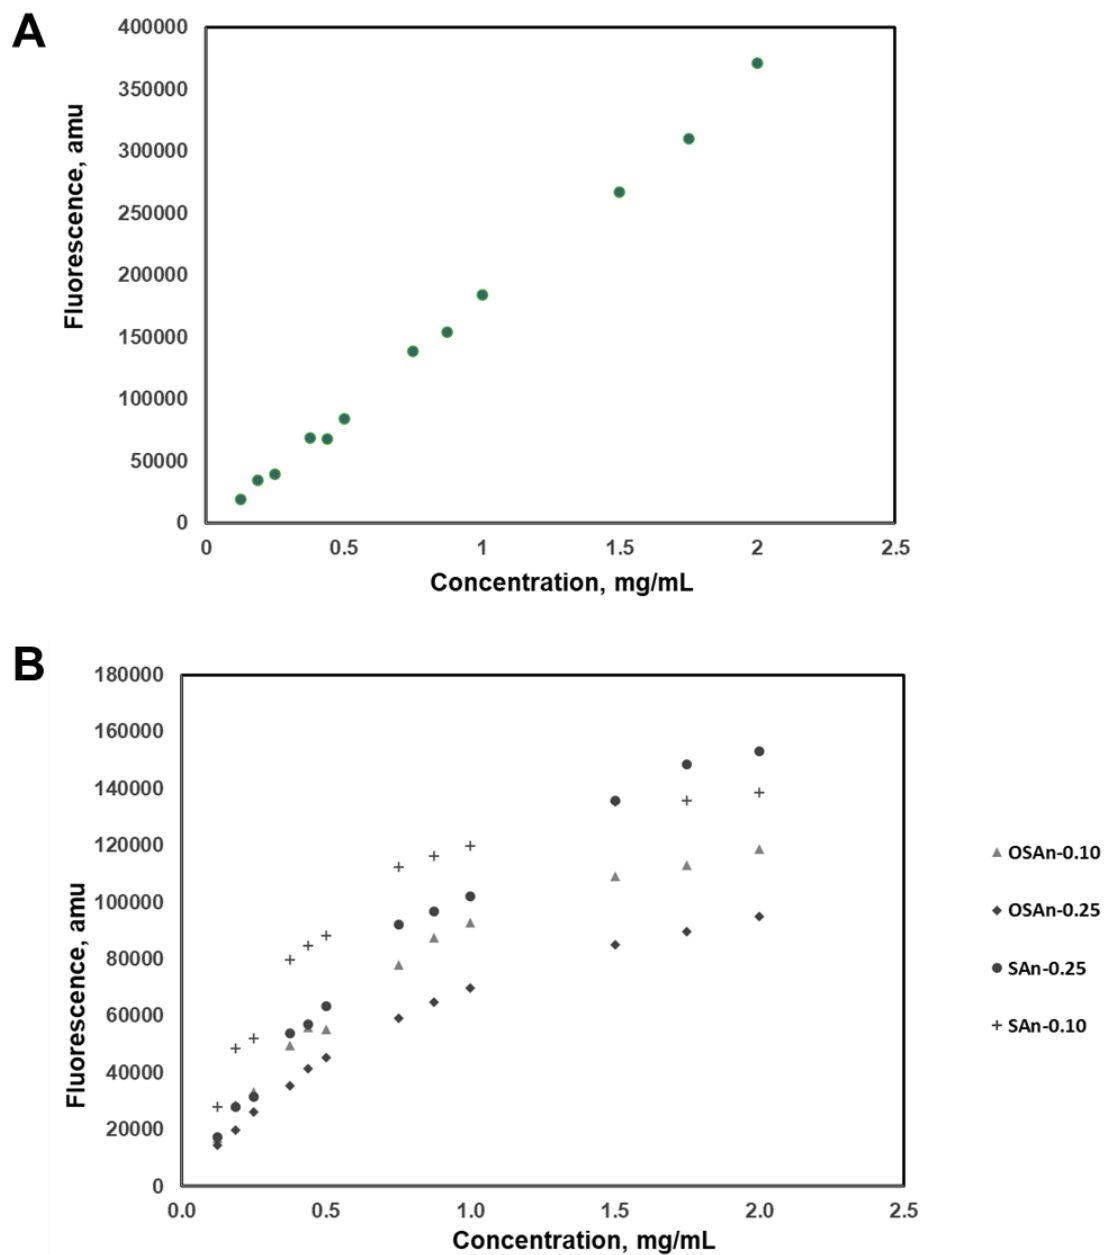 A
400000
350000
300000
250000
200000
150000
100000
50000
0
Fluorescence, amu
0 0.5 1 1.5 2 2.5
Concentration, mg/mL
B
180000
160000
140000
120000
100000
80000
60000
40000
20000
0
Fluorescence, amu
0.0 0.5 1.0 1.5 2.0 2.5
Concentration, mg/mL
OSAn-0.10
OSAn-0.25
SAn-0.25
SAn-0.10